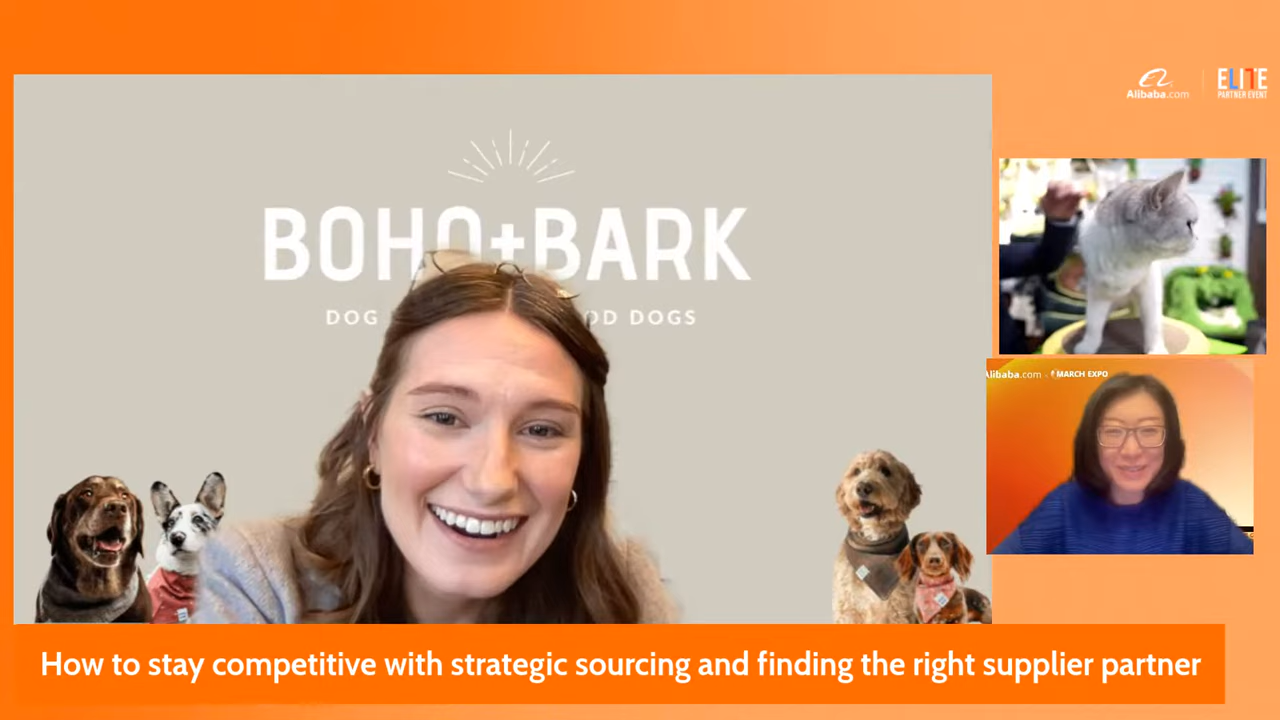 Alibaba.com
ELITE
PARTNER EVENT
BOHO+BARK
DOG
OD DOGS
Alibaba.com
MARCH EXPO
How to stay competitive with strategic sourcing and finding the right supplier partner